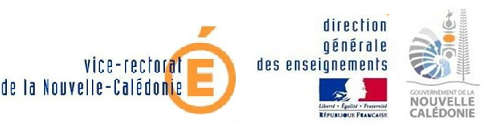 vice-rectorat
de la Nouvelle-Calédonie
É
direction
générale
des enseignements
Liberté • Égalité • Fraternité
RÉPUBLIQUE FRANÇAISE
GOUVERNEMENT DE LA
NOUVELLE
CALÉDONIE